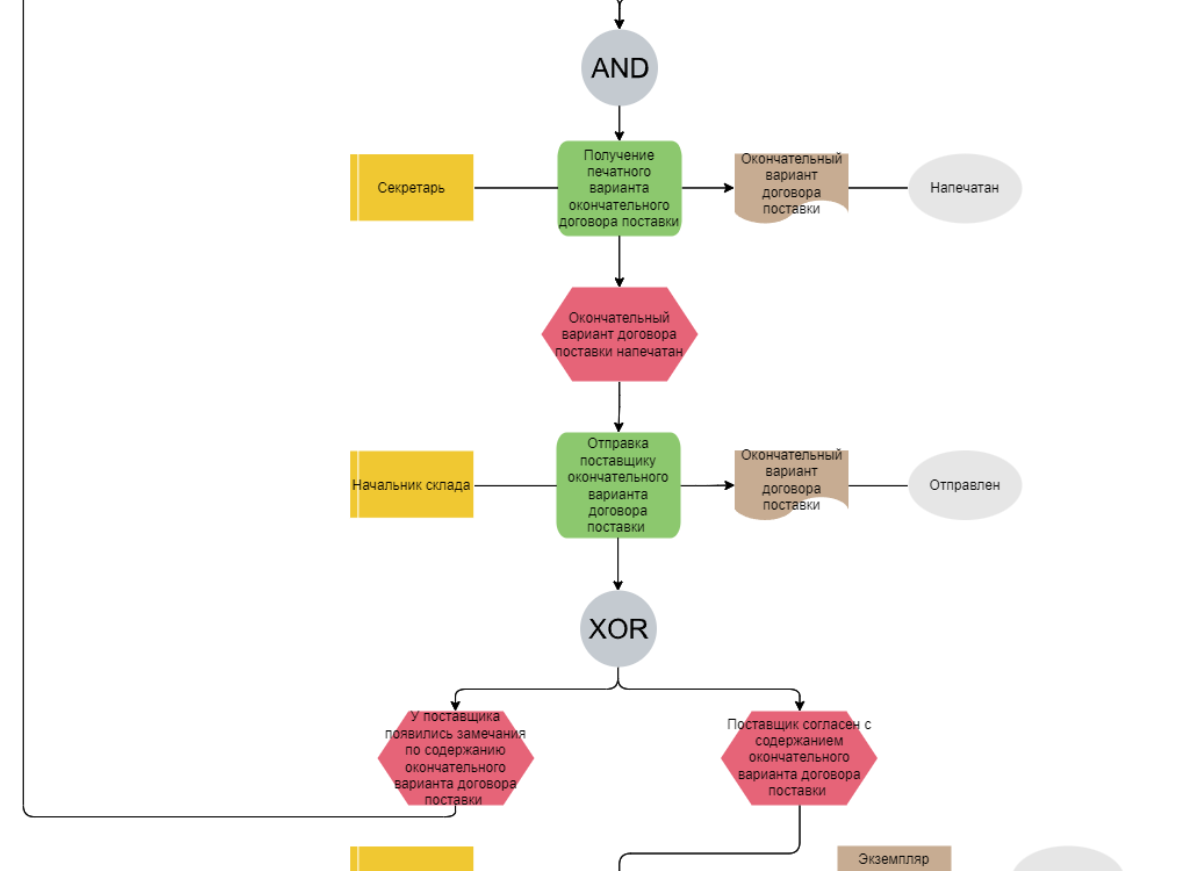 AND
Секретарь
Получение
печатного
варианта
окончательного
договора поставки
Окончательный
вариант
договора
поставки
Напечатан
Окончательный
вариант договора
поставки напечатан
Начальник склада
Отправка
поставщику
окончательного
варианта
договора
поставки
Окончательный
вариант
договора
поставки
Отправлен
XOR
У поставщика
появились замечания
по содержанию
окончательного
варианта договора
поставки
Поставщик согласен с
содержанием
окончательного
варианта договора
поставки
Экземпляр